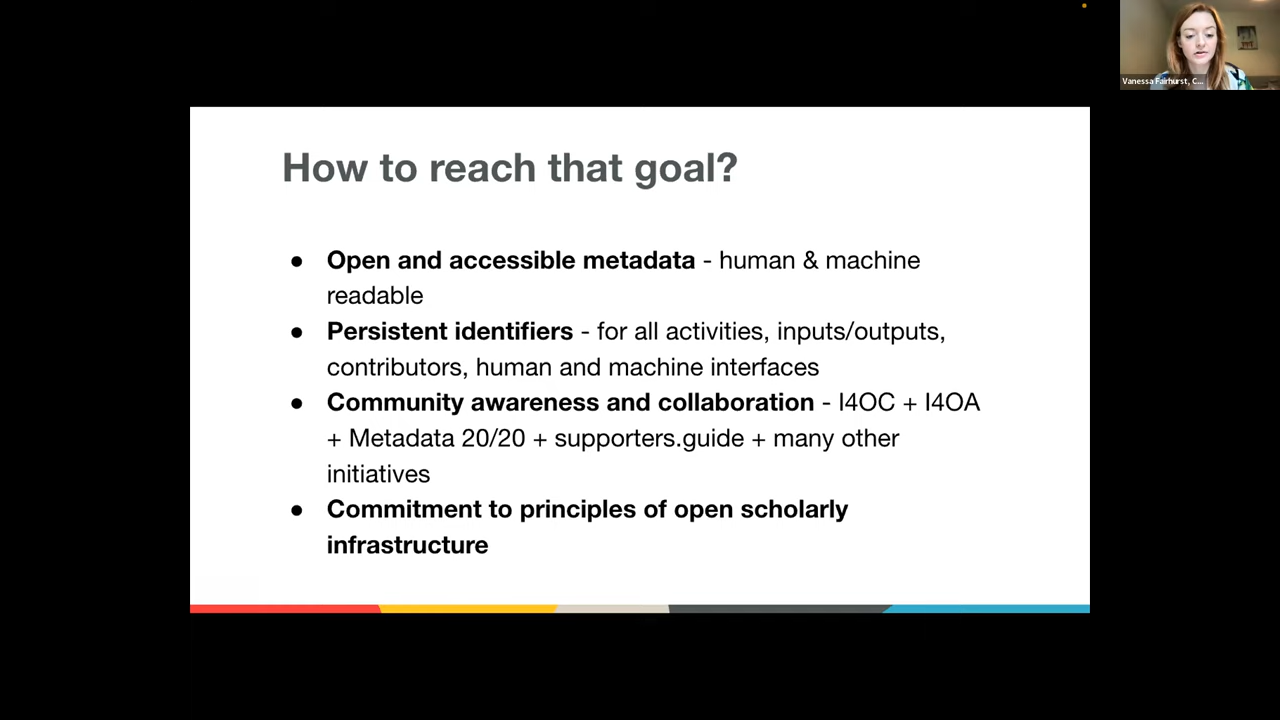 Vanessa Fairhurst, C...
How to reach that goal?
● Open and accessible metadata - human & machine
readable
● Persistent identifiers - for all activities, inputs/outputs,
contributors, human and machine interfaces
● Community awareness and collaboration - I4OC + I4OA
+ Metadata 20/20 + supporters.guide + many other
initiatives
● Commitment to principles of open scholarly
infrastructure